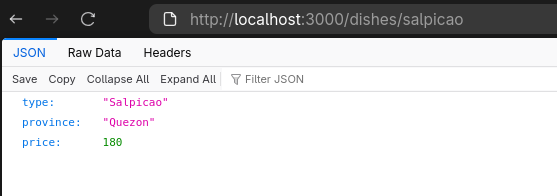 http://localhost:3000/dishes/salpicao
JSON Raw Data Headers
Save Copy Collapse All Expand All Filter JSON
type: "Salpicao"
province: "Quezon"
price: 180